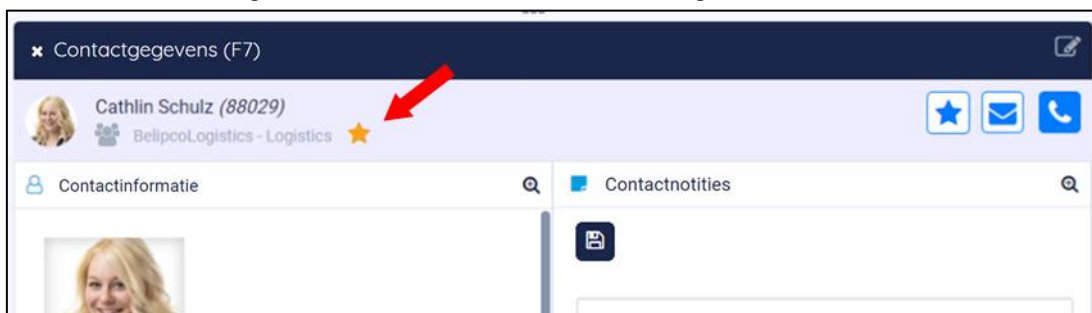 Contactgegevens (F7)
Cathlin Schulz (88029)
BelipcoLogistics - Logistics
Contactinformatie
Contactnotities